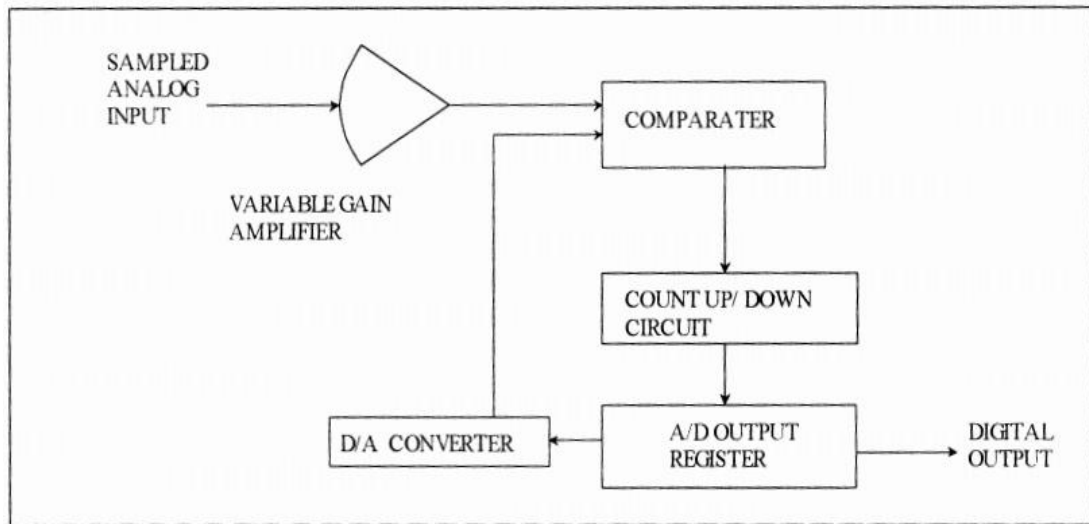 SAMPLED
ANALOG
INPUT
COMPARATER
VARIABLE GAIN
AMPLIFIER
COUNT UP/ DOWN
CIRCUIT
D/A CONVERTER
A/D OUTPUT
REGISTER
DIGITAL
OUTPUT